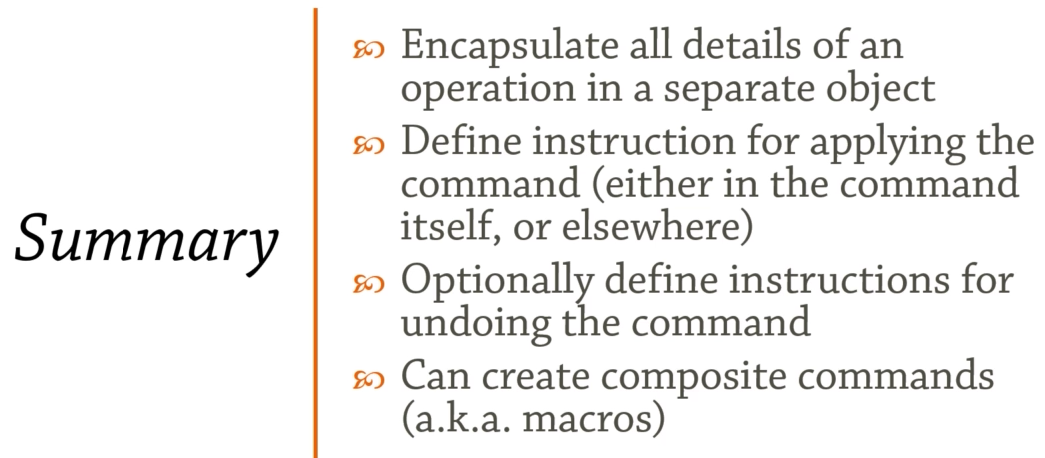 Summary
Encapsulate all details of an
operation in a separate object
Define instruction for applying the
command (either in the command
itself, or elsewhere)
Optionally define instructions for
undoing the command
Can create composite commands
(a.k.a. macros)